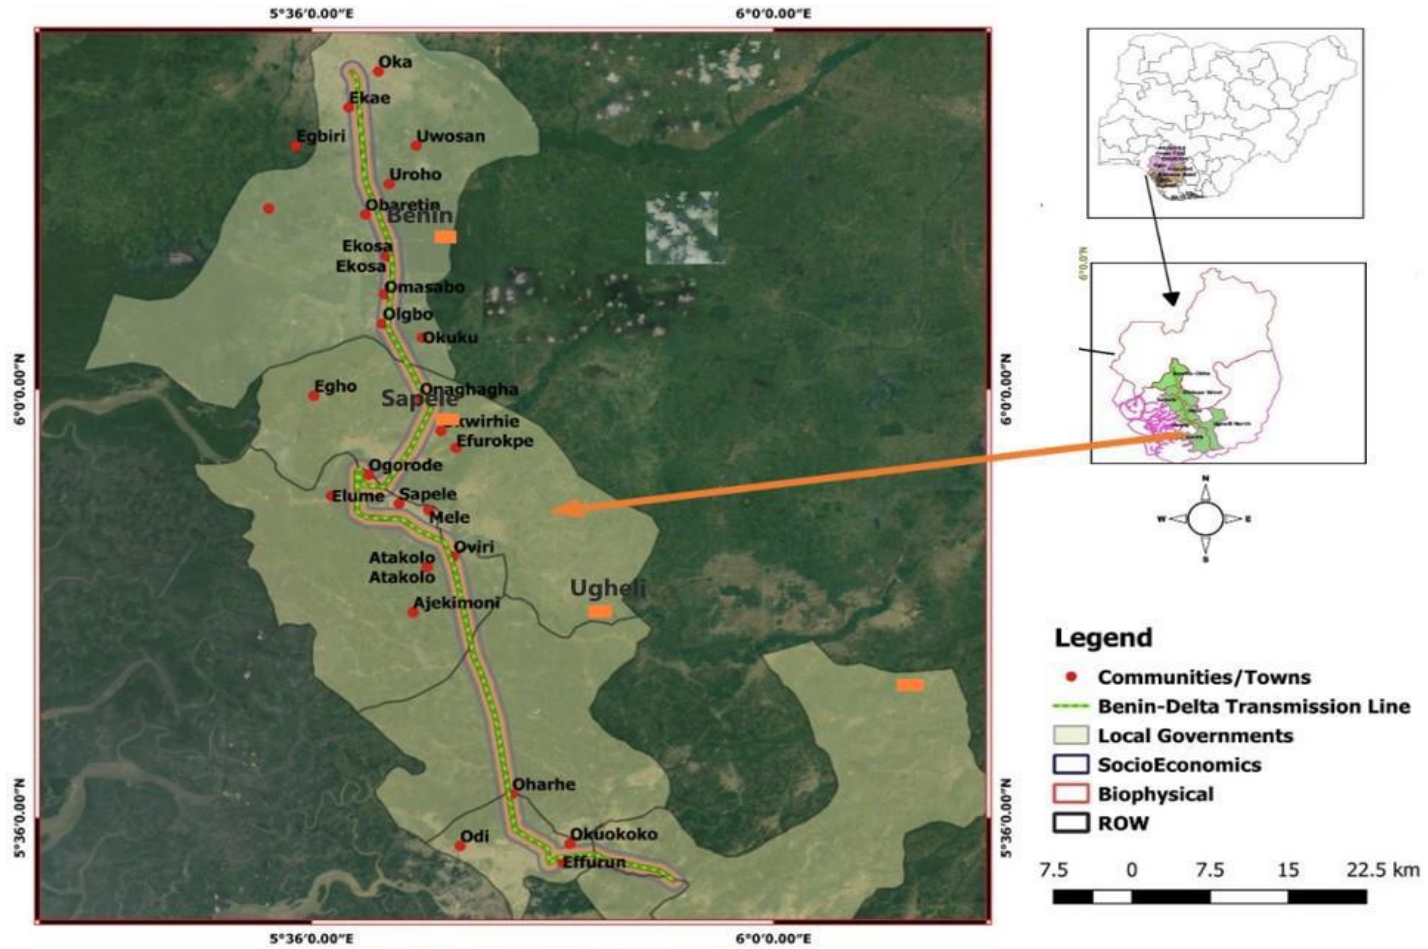 5°36′0.00″E
6°0′0.00″E
Oka
Ekae
Egbiri
Uwosan
Uroho
Obaretin
Benin
Ekosa
Ekosa
Omasabo
Olgbo
Okuku
6°0′0.00″N
6°0′0.00″N
6°0′0.0″N
Egho
Onaghagha
Sapele
Efurokpe
Ogorode
Elume
Sapele
Mele
Oviri
Atakolo
Atakolo
Ajekimoni
Ugheli
Oharhe
Odi
Okuokoko
Effurun
5°36′0.00″N
5°36′0.00″N
5°36′0.00″E
6°0′0.00″E
N
W
E
S
Legend
Communities/Towns
Benin-Delta Transmission Line
Local Governments
SocioEconomics
Biophysical
ROW
7.5 0 7.5 15 22.5 km